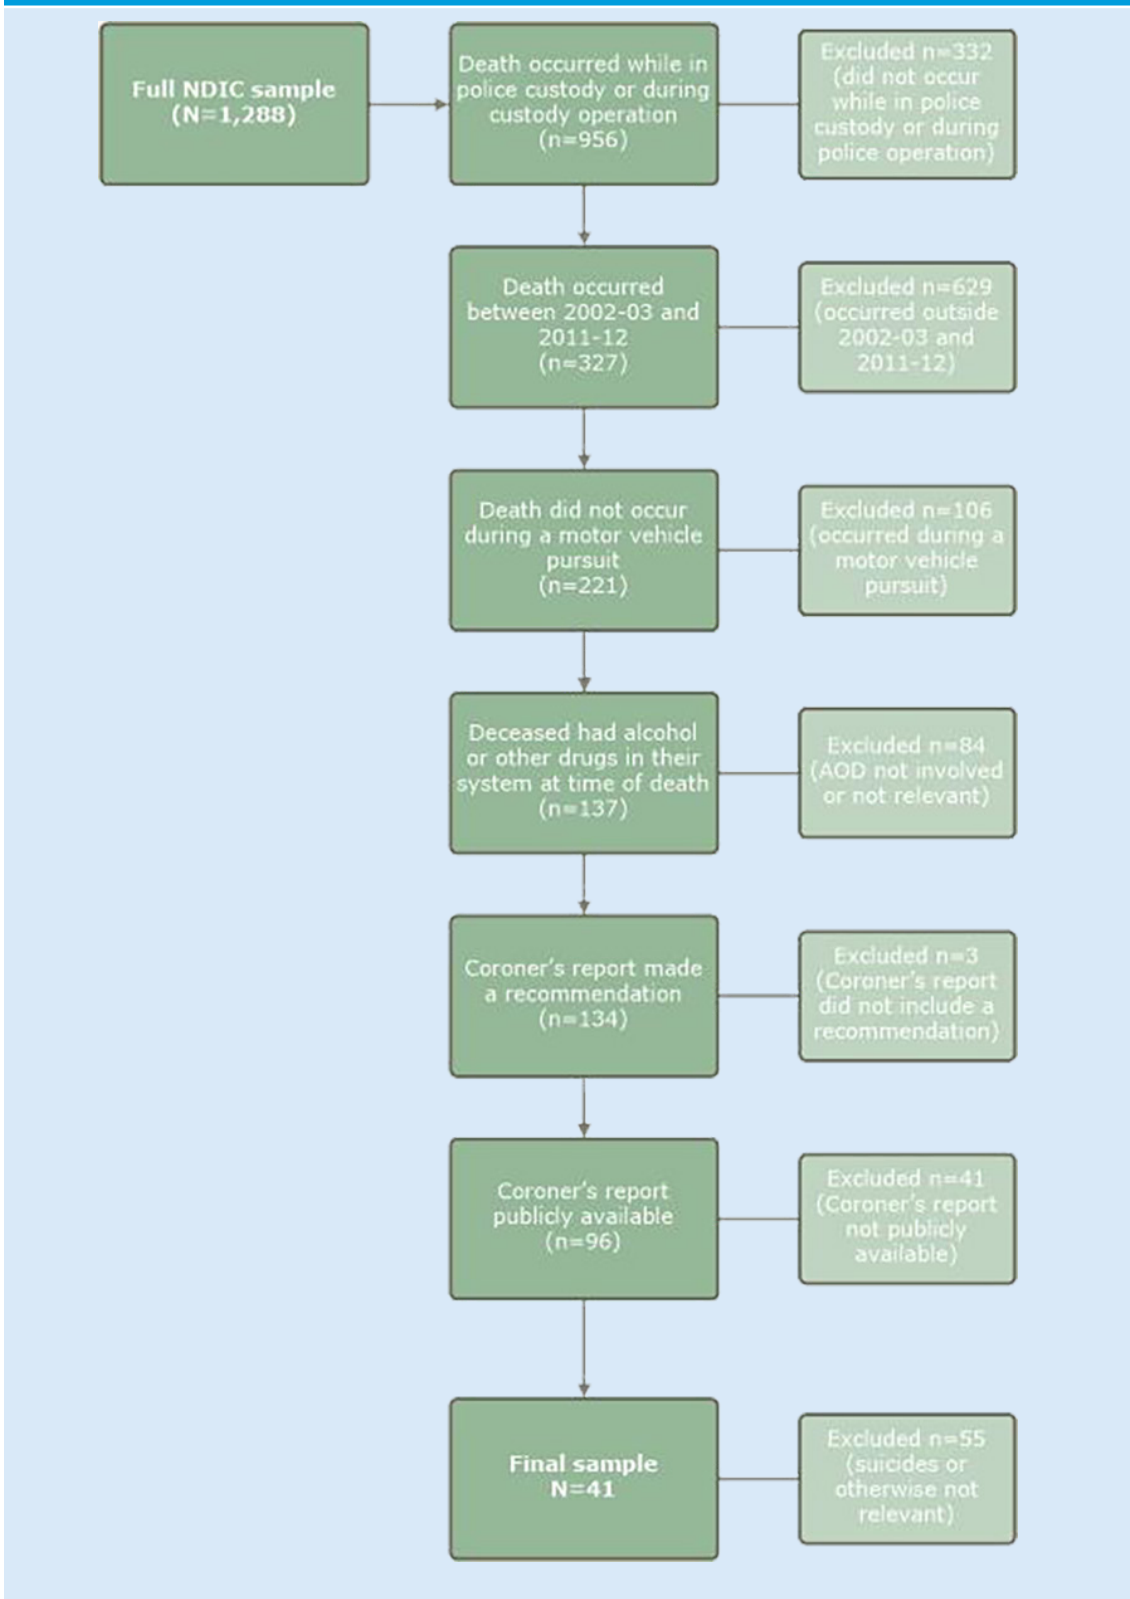 Full NDIC sample
(N=1,288)
Death occurred while in
police custody or during
custody operation
(n=956)
Excluded n=332
(did not occur
while in police
custody or during
police operation)
Death occurred
between 2002-03 and
2011-12
(n=327)
Excluded n=629
(occurred outside
2002-03 and
2011-12)
Death did not occur
during a motor vehicle
pursuit
(n=221)
Excluded n=106
(occurred during a
motor vehicle
pursuit)
Deceased had alcohol
or other drugs in their
system at time of death
(n=137)
Excluded n=84
(AOD not involved
or not relevant)
Coroner's report made
a recommendation
(n=134)
Excluded n=3
(Coroner's report
did not include a
recommendation)
Coroner's report
publicly available
(n=96)
Excluded n=41
(Coroner's report
not publicly
available)
Final sample
N=41
Excluded n=55
(suicides or
otherwise not
relevant)